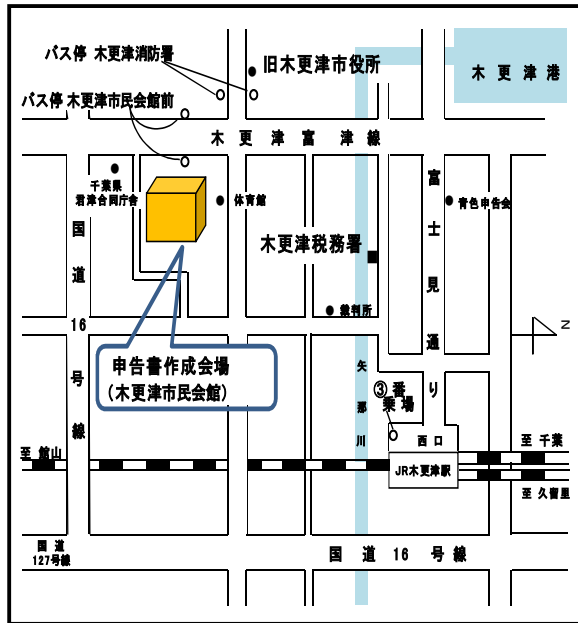 バス停 木更津消防署
旧木更津市役所
木更津港
バス停 木更津市民会館前
木更津富津線
千葉県
君津合同庁舎
体育館
富士見通り
青色申告会
国道16号線
木更津税務署
裁判所
N
申告書作成会場
(木更津市民会館)
矢那川
③番
乗場
至 館山
西口
至 千葉
JR木更津駅
至 久留里
国道
127号線
国道16号線